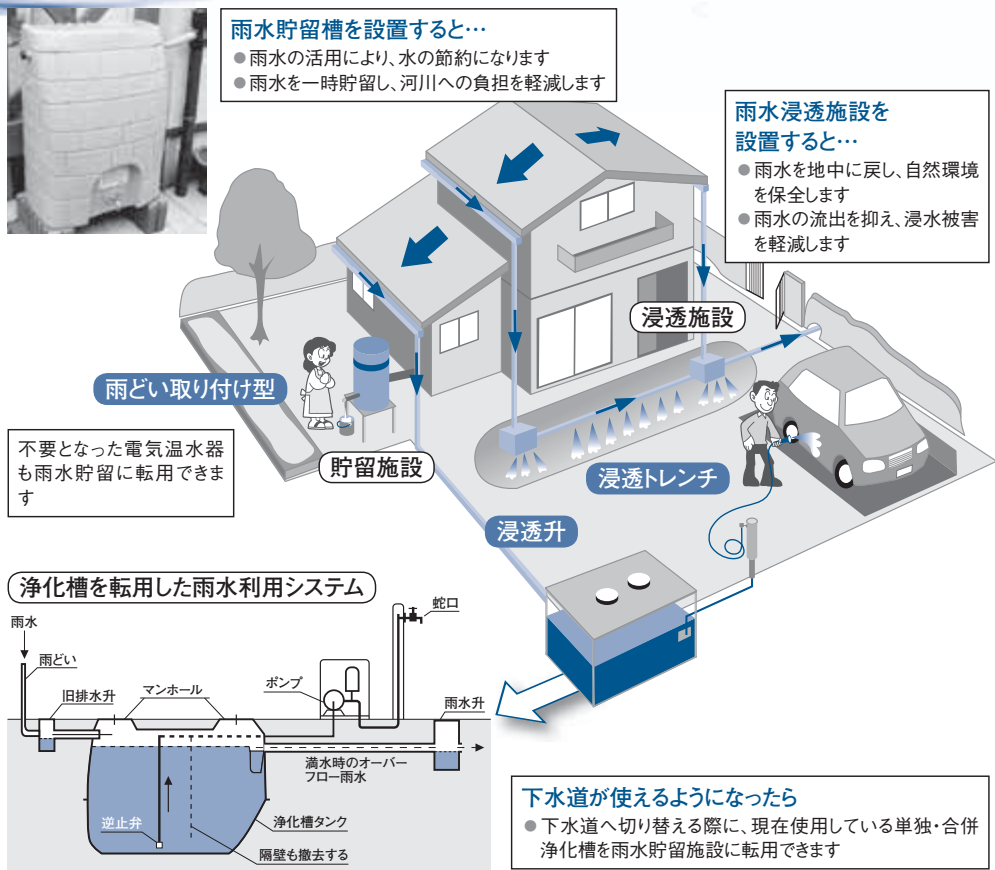 雨水貯留槽を設置すると…
●雨水の活用により、水の節約になります
●雨水を一時貯留し、河川への負担を軽減します
雨水浸透施設を
設置すると…
●雨水を地中に戻し、自然環境
を保全します
●雨水の流出を抑え、浸水被害
を軽減します
浸透施設
雨どい取り付け型
不要となった電気温水器
も雨水貯留に転用できま
す
貯留施設
浸透トレンチ
浸透升
浄化槽を転用した雨水利用システム
雨水
雨どい
旧排水升
マンホール
ポンプ
蛇口
雨水升
満水時のオーバー
フロー雨水
逆止弁
浄化槽タンク
隔壁も撤去する
下水道が使えるようになったら
●下水道へ切り替える際に、現在使用している単独・合併
浄化槽を雨水貯留施設に転用できます